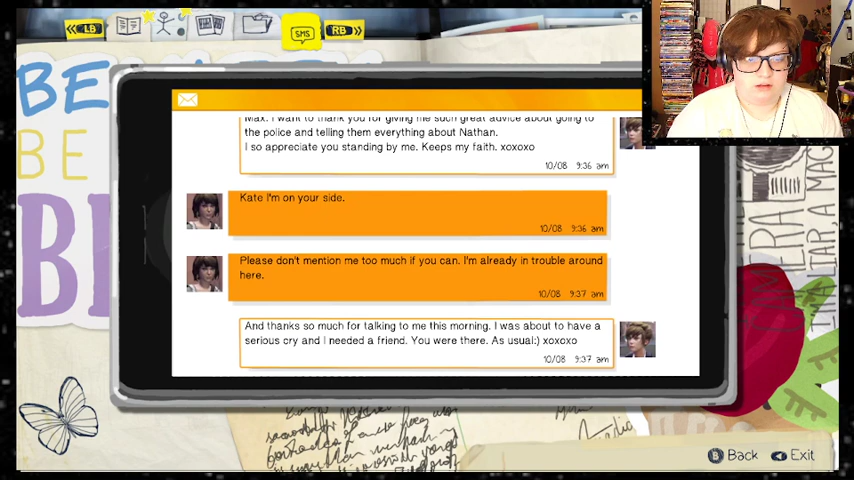 LB
SMS
RB
BE
BE
B
Max. I want to thank you for giving me such great advice about going to
the police and telling them everything about Nathan.
I so appreciate you standing by me. Keeps my faith. xoxoxo
10/08 9:36 am
Kate I'm on your side.
10/08 9:36 am
Please don't mention me too much if you can. I'm already in trouble around
here.
10/08 9:37 am
And thanks so much for talking to me this morning. I was about to have a
serious cry and I needed a friend. You were there. As usual:) xoxoxo
10/08 9:37 am
B Back
Exit